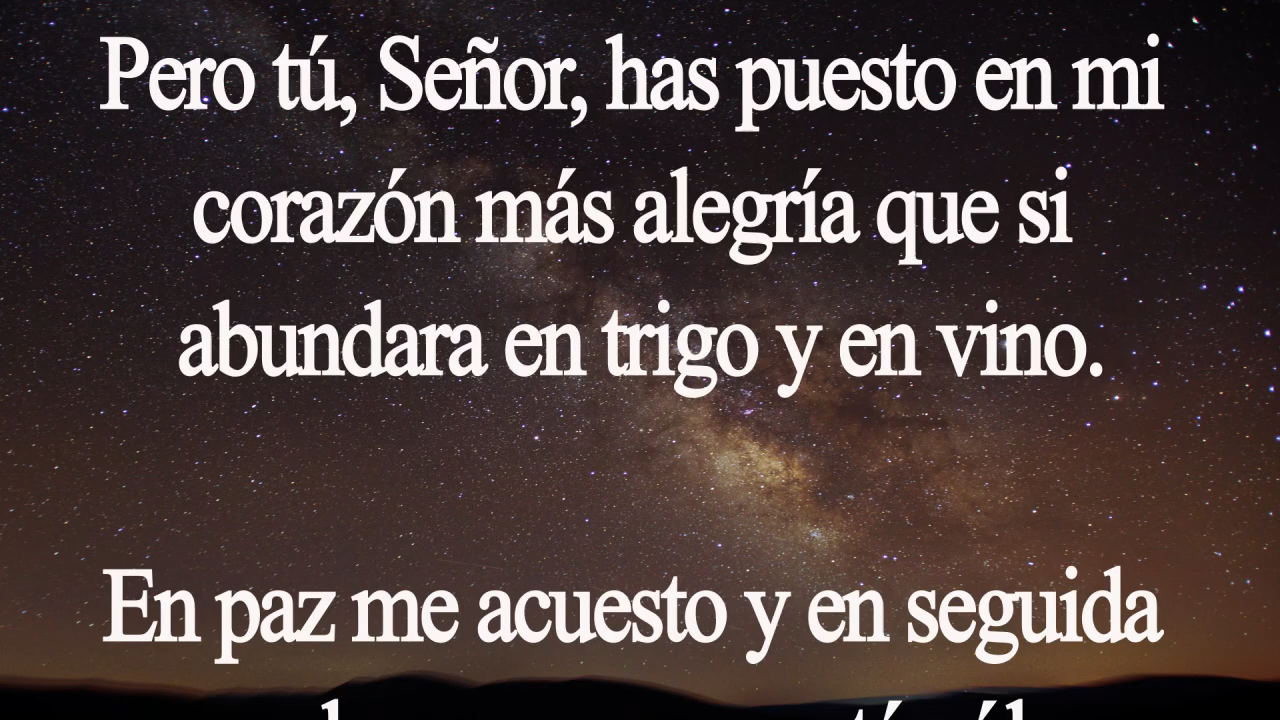 Pero tú, Señor, has puesto en mi
corazón más alegría que si
abundara en trigo y en vino.
En paz me acuesto y en seguida